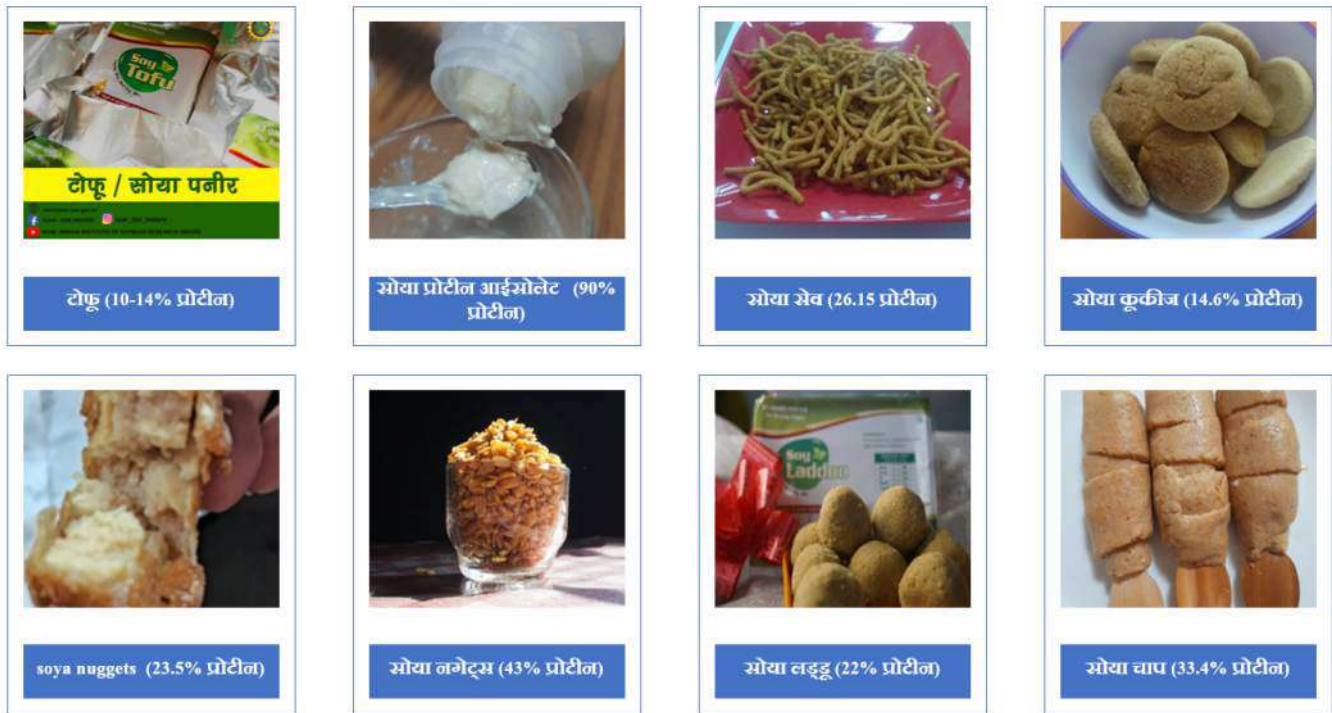 Soy
Tofu
टोफू / सोया पनीर
टोफू (10-14% प्रोटीन)
सोया प्रोटीन आईसोलेट (90%
प्रोटीन)
सोया सेव (26.15 प्रोटीन)
सोया कूकीज (14.6% प्रोटीन)
Soy
Laddoo
soya nuggets (23.5% प्रोटीन)
सोया नगेट्स (43% प्रोटीन)
सोया लड्डू (22% प्रोटीन)
सोया चाप (33.4% प्रोटीन)